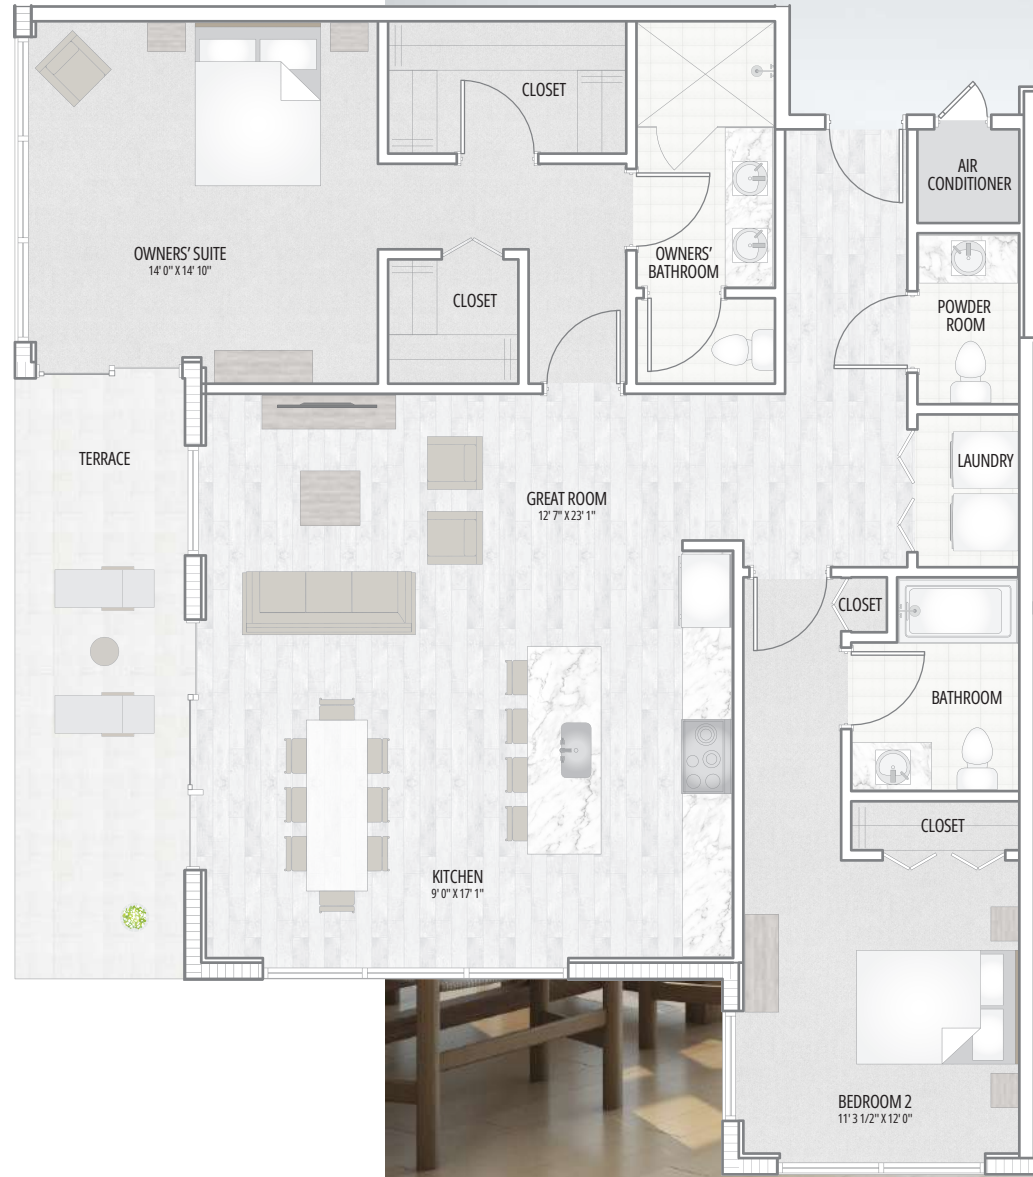 CLOSET
AIR
CONDITIONER
OWNERS' SUITE
14' 0" X 14' 10"
OWNERS'
BATHROOM
CLOSET
POWDER
ROOM
TERRACE
LAUNDRY
GREAT ROOM
12' 7" X 23' 1"
CLOSET
BATHROOM
CLOSET
KITCHEN
9' 0" X 17' 1"
BEDROOM 2
11' 3 1/2" X 12' 0"